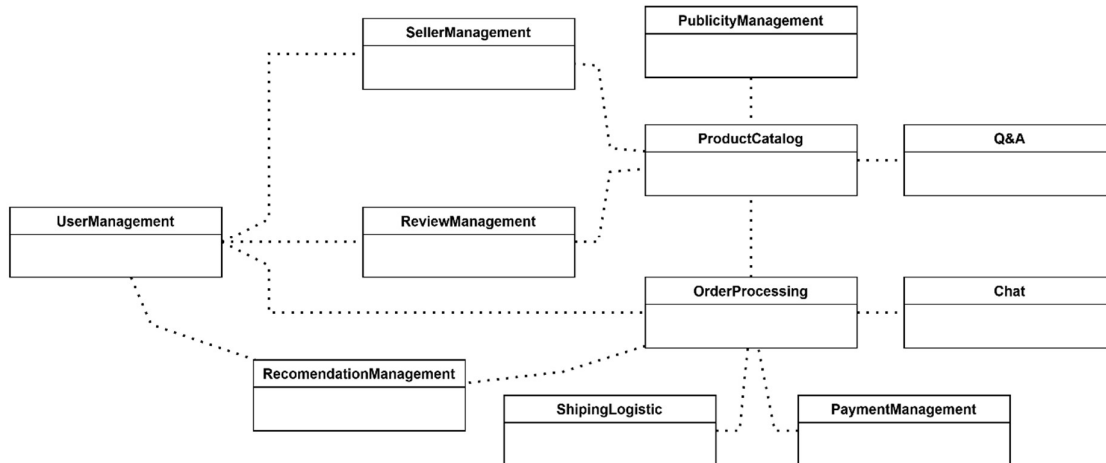 SellerManagement
PublicityManagement
ProductCatalog
Q&A
UserManagement
ReviewManagement
OrderProcessing
Chat
RecomendationManagement
ShipingLogistic
PaymentManagement